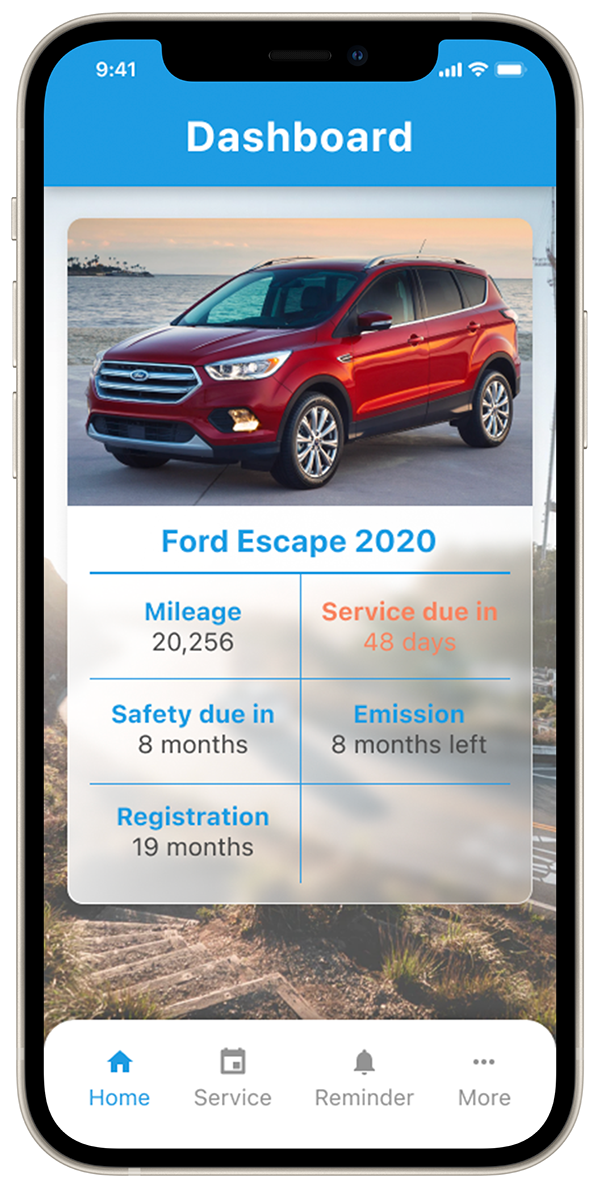 9:41
Dashboard
Ford
Ford Escape 2020
Mileage
20,256
Service due in
48 days
Safety due in
8 months
Emission
8 months left
Registration
19 months
Home
Service
Reminder
More